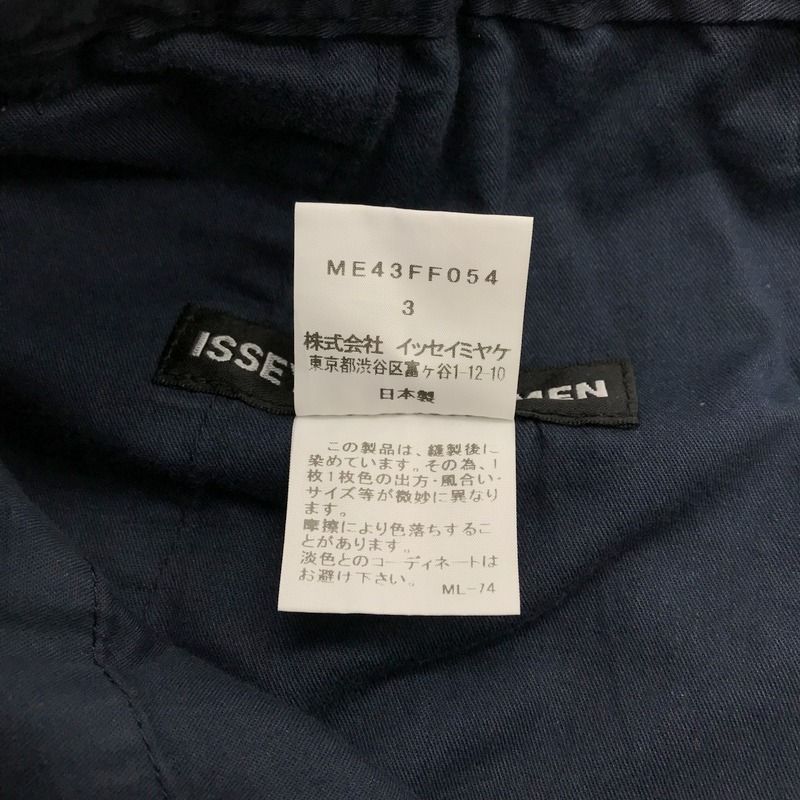 ME43FF054
3
株式会社 イッセイミヤケ
東京都渋谷区富ヶ谷1-12-10
日本製
ISSEY MEN
この製品は、縫製後に
染めています。その為、1
枚1枚色の出方・風合い・
サイズ等が微妙に異なり
ます。
摩擦により色落ちするこ
とがあります。
淡色とのコーディネートは
お避け下さい。
ML-74